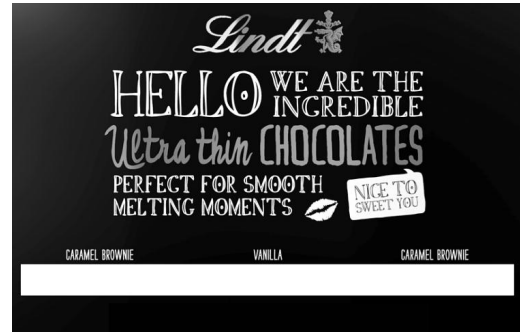 Lindt
HELLO WE ARE THE INCREDIBLE
Ultra thin CHOCOLATES
PERFECT FOR SMOOTH
MELTING MOMENTS
NICE TO
SWEET YOU
CARAMEL BROWNIE VANILLA CARAMEL BROWNIE